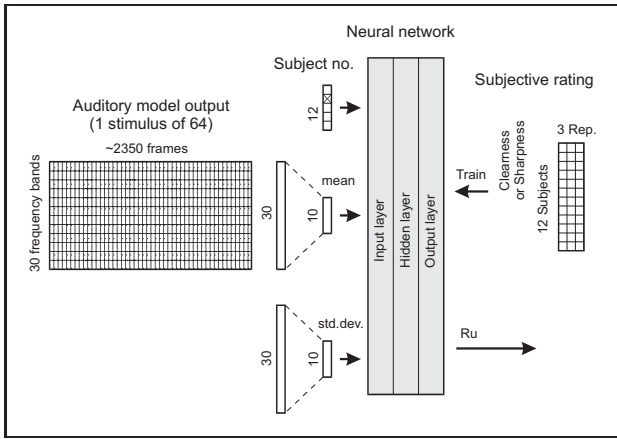 Neural network
Subject no.
Subjective rating
Auditory model output
(1 stimulus of 64)
12
~2350 frames
3 Rep.
30 frequency bands
30
mean
10
Input layer
Hidden layer
Output layer
Train
Clearness
or Sharpness
12 Subjects
30
std.dev.
10
Ru